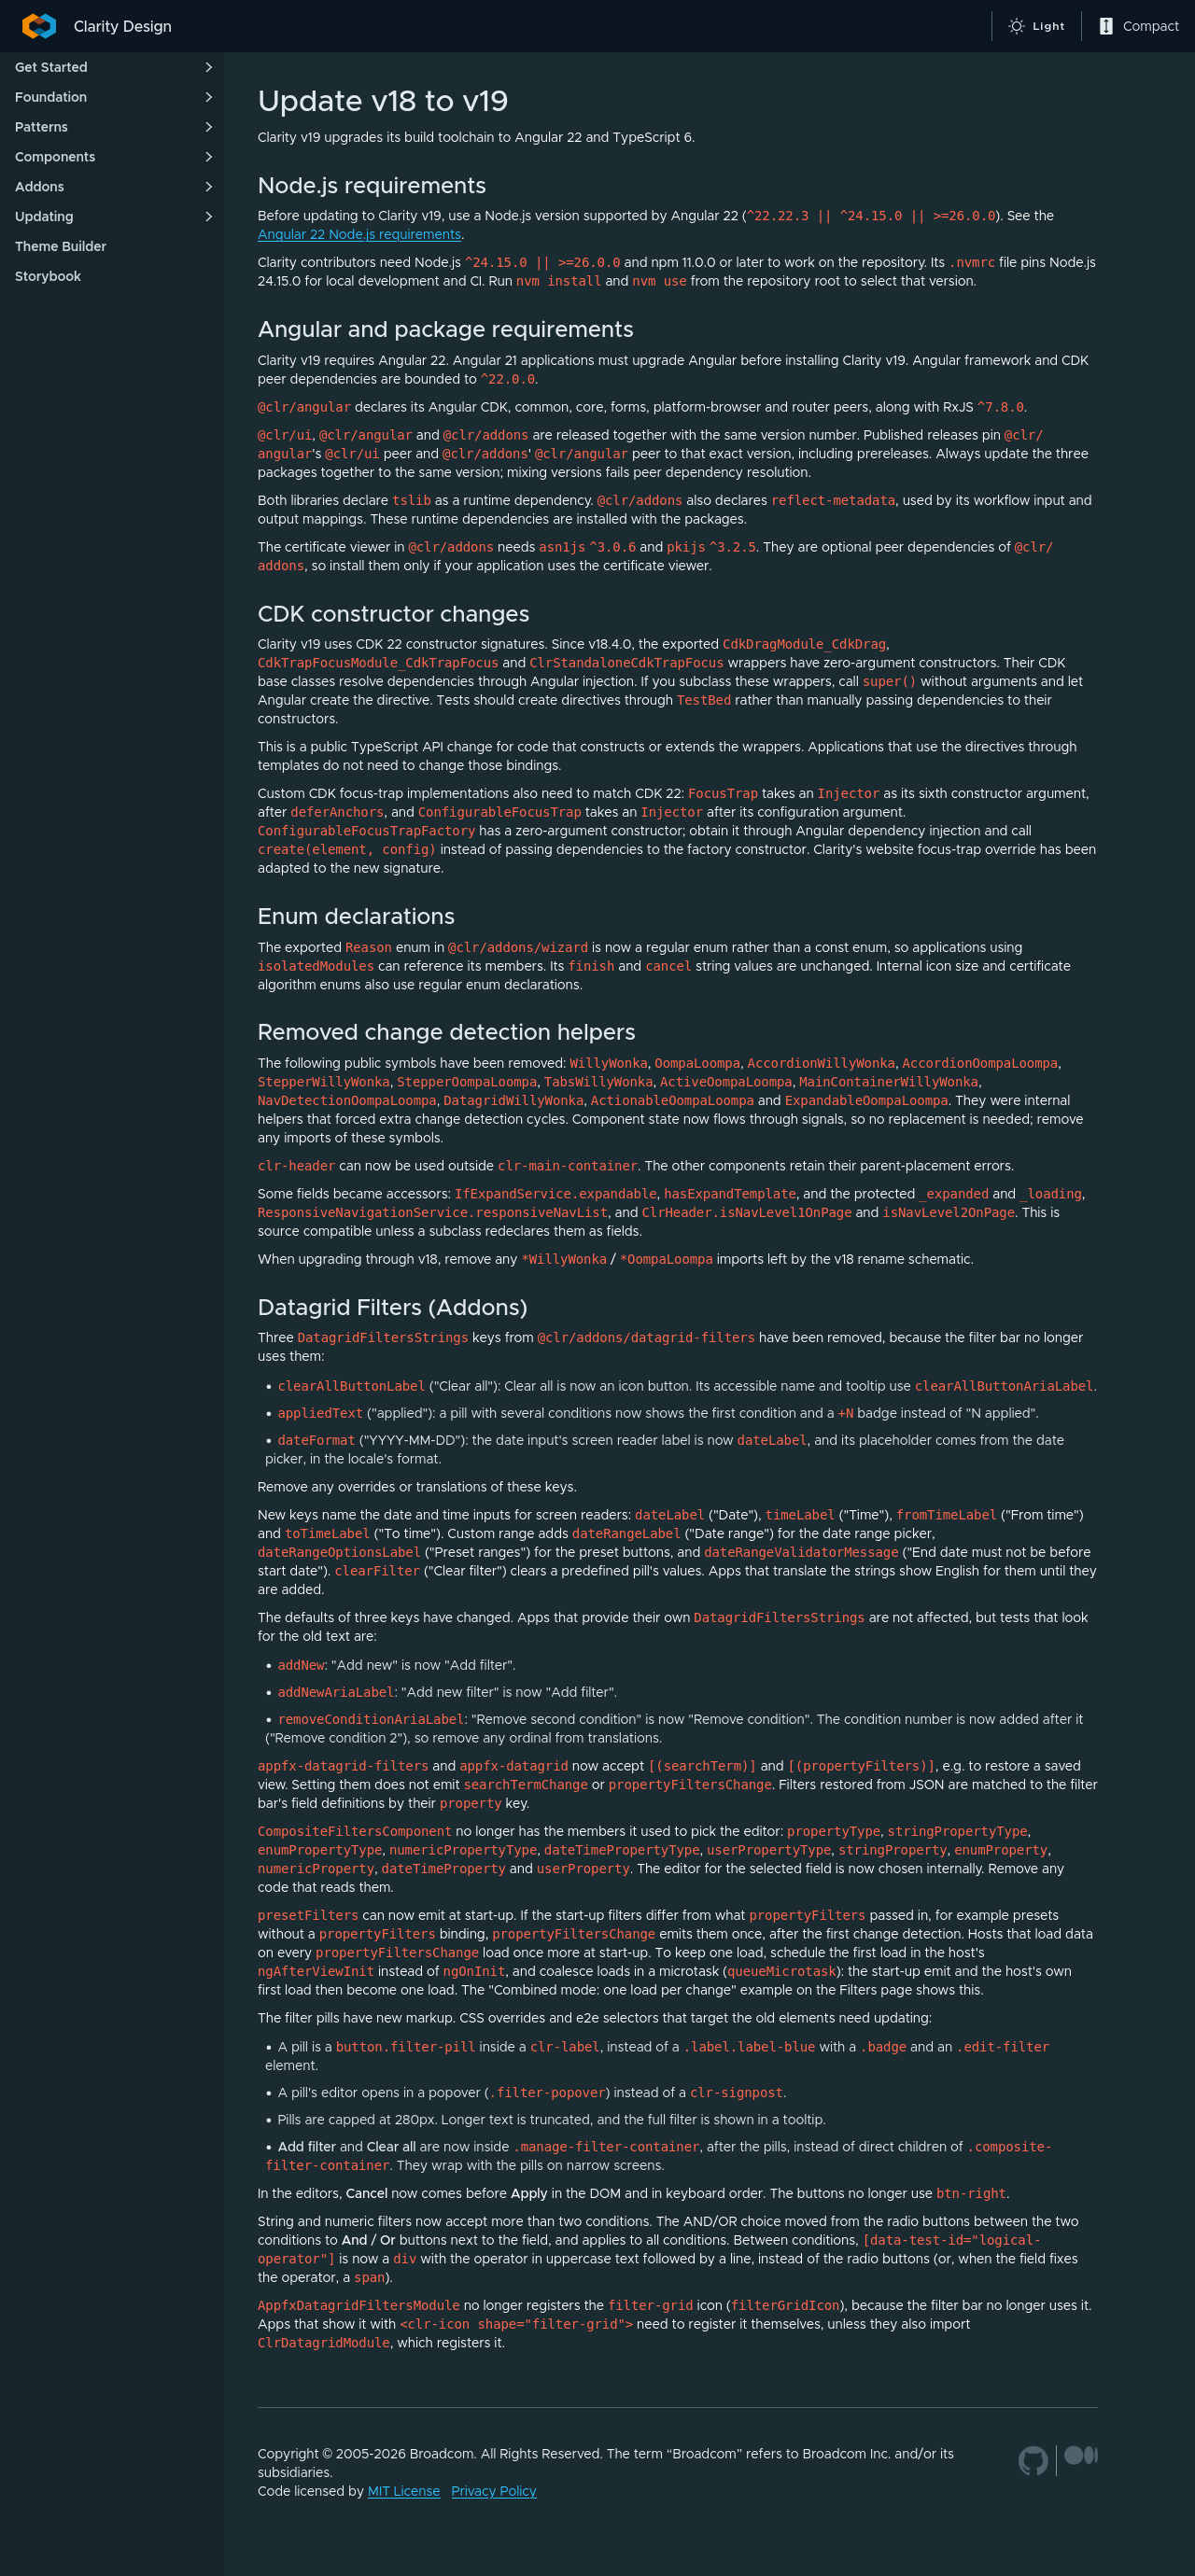 Clarity Design
Light
Compact
Get Started
Foundation
Patterns
Components
Addons
Updating
Theme Builder
Storybook
Update v18 to v19
Clarity v19 upgrades its build toolchain to Angular 22 and TypeScript 6.
Node.js requirements
Before updating to Clarity v19, use a Node.js version supported by Angular 22 (^22.22.3 || ^24.15.0 || >=26.0.0). See the
Angular 22 Node.js requirements.
Clarity contributors need Node.js ^24.15.0 || >=26.0.0 and npm 11.0.0 or later to work on the repository. Its .nvmrc file pins Node.js
24.15.0 for local development and CI. Run nvm install and nvm use from the repository root to select that version.
Angular and package requirements
Clarity v19 requires Angular 22. Angular 21 applications must upgrade Angular before installing Clarity v19. Angular framework and CDK
peer dependencies are bounded to ^22.0.0.
@clr/angular declares its Angular CDK, common, core, forms, platform-browser and router peers, along with RxJS ^7.8.0.
@clr/ui, @clr/angular and @clr/addons are released together with the same version number. Published releases pin @clr/
angular's @clr/ui peer and @clr/addons' @clr/angular peer to that exact version, including prereleases. Always update the three
packages together to the same version; mixing versions fails peer dependency resolution.
Both libraries declare tslib as a runtime dependency. @clr/addons also declares reflect-metadata, used by its workflow input and
output mappings. These runtime dependencies are installed with the packages.
The certificate viewer in @clr/addons needs asn1js ^3.0.6 and pkijs ^3.2.5. They are optional peer dependencies of @clr/
addons, so install them only if your application uses the certificate viewer.
CDK constructor changes
Clarity v19 uses CDK 22 constructor signatures. Since v18.4.0, the exported CdkDragModule_CdkDrag,
CdkTrapFocusModule_CdkTrapFocus and ClrStandaloneCdkTrapFocus wrappers have zero-argument constructors. Their CDK
base classes resolve dependencies through Angular injection. If you subclass these wrappers, call super() without arguments and let
Angular create the directive. Tests should create directives through TestBed rather than manually passing dependencies to their
constructors.
This is a public TypeScript API change for code that constructs or extends the wrappers. Applications that use the directives through
templates do not need to change those bindings.
Custom CDK focus-trap implementations also need to match CDK 22: FocusTrap takes an Injector as its sixth constructor argument,
after deferAnchors, and ConfigurableFocusTrap takes an Injector after its configuration argument.
ConfigurableFocusTrapFactory has a zero-argument constructor; obtain it through Angular dependency injection and call
create(element, config) instead of passing dependencies to the factory constructor. Clarity's website focus-trap override has been
adapted to the new signature.
Enum declarations
The exported Reason enum in @clr/addons/wizard is now a regular enum rather than a const enum, so applications using
isolatedModules can reference its members. Its finish and cancel string values are unchanged. Internal icon size and certificate
algorithm enums also use regular enum declarations.
Removed change detection helpers
The following public symbols have been removed: WillyWonka, OompaLoompa, AccordionWillyWonka, AccordionOompaLoompa,
StepperWillyWonka, StepperOompaLoompa, TabsWillyWonka, ActiveOompaLoompa, MainContainerWillyWonka,
NavDetectionOompaLoompa, DatagridWillyWonka, ActionableOompaLoompa and ExpandableOompaLoompa. They were internal
helpers that forced extra change detection cycles. Component state now flows through signals, so no replacement is needed; remove
any imports of these symbols.
clr-header can now be used outside clr-main-container. The other components retain their parent-placement errors.
Some fields became accessors: IfExpandService.expandable, hasExpandTemplate, and the protected _expanded and _loading,
ResponsiveNavigationService.responsiveNavList, and ClrHeader.isNavLevel1OnPage and isNavLevel2OnPage. This is
source compatible unless a subclass redeclares them as fields.
When upgrading through v18, remove any *WillyWonka / *OompaLoompa imports left by the v18 rename schematic.
Datagrid Filters (Addons)
Three DatagridFiltersStrings keys from @clr/addons/datagrid-filters have been removed, because the filter bar no longer
uses them:
• clearAllButtonLabel ("Clear all"): Clear all is now an icon button. Its accessible name and tooltip use clearAllButtonAriaLabel.
• appliedText ("applied"): a pill with several conditions now shows the first condition and a +N badge instead of "N applied".
• dateFormat ("YYYY-MM-DD"): the date input's screen reader label is now dateLabel, and its placeholder comes from the date
picker, in the locale's format.
Remove any overrides or translations of these keys.
New keys name the date and time inputs for screen readers: dateLabel ("Date"), timeLabel ("Time"), fromTimeLabel ("From time")
and toTimeLabel ("To time"). Custom range adds dateRangeLabel ("Date range") for the date range picker,
dateRangeOptionsLabel ("Preset ranges") for the preset buttons, and dateRangeValidatorMessage ("End date must not be before
start date"). clearFilter ("Clear filter") clears a predefined pill's values. Apps that translate the strings show English for them until they
are added.
The defaults of three keys have changed. Apps that provide their own DatagridFiltersStrings are not affected, but tests that look
for the old text are:
• addNew: "Add new" is now "Add filter".
• addNewAriaLabel: "Add new filter" is now "Add filter".
• removeConditionAriaLabel: "Remove second condition" is now "Remove condition". The condition number is now added after it
("Remove condition 2"), so remove any ordinal from translations.
appfx-datagrid-filters and appfx-datagrid now accept [(searchTerm)] and [(propertyFilters)], e.g. to restore a saved
view. Setting them does not emit searchTermChange or propertyFiltersChange. Filters restored from JSON are matched to the filter
bar's field definitions by their property key.
CompositeFiltersComponent no longer has the members it used to pick the editor: propertyType, stringPropertyType,
enumPropertyType, numericPropertyType, dateTimePropertyType, userPropertyType, stringProperty, enumProperty,
numericProperty, dateTimeProperty and userProperty. The editor for the selected field is now chosen internally. Remove any
code that reads them.
presetFilters can now emit at start-up. If the start-up filters differ from what propertyFilters passed in, for example presets
without a propertyFilters binding, propertyFiltersChange emits them once, after the first change detection. Hosts that load data
on every propertyFiltersChange load once more at start-up. To keep one load, schedule the first load in the host's
ngAfterViewInit instead of ngOnInit, and coalesce loads in a microtask (queueMicrotask): the start-up emit and the host's own
first load then become one load. The "Combined mode: one load per change" example on the Filters page shows this.
The filter pills have new markup. CSS overrides and e2e selectors that target the old elements need updating:
• A pill is a button.filter-pill inside a clr-label, instead of a .label.label-blue with a .badge and an .edit-filter
element.
• A pill's editor opens in a popover (.filter-popover) instead of a clr-signpost.
• Pills are capped at 280px. Longer text is truncated, and the full filter is shown in a tooltip.
• Add filter and Clear all are now inside .manage-filter-container, after the pills, instead of direct children of .composite-
filter-container. They wrap with the pills on narrow screens.
In the editors, Cancel now comes before Apply in the DOM and in keyboard order. The buttons no longer use btn-right.
String and numeric filters now accept more than two conditions. The AND/OR choice moved from the radio buttons between the two
conditions to And / Or buttons next to the field, and applies to all conditions. Between conditions, [data-test-id="logical-
operator"] is now a div with the operator in uppercase text followed by a line, instead of the radio buttons (or, when the field fixes
the operator, a span).
AppfxDatagridFiltersModule no longer registers the filter-grid icon (filterGridIcon), because the filter bar no longer uses it.
Apps that show it with <clr-icon shape="filter-grid"> need to register it themselves, unless they also import
ClrDatagridModule, which registers it.
Copyright © 2005-2026 Broadcom. All Rights Reserved. The term “Broadcom” refers to Broadcom Inc. and/or its
subsidiaries.
Code licensed by MIT License Privacy Policy